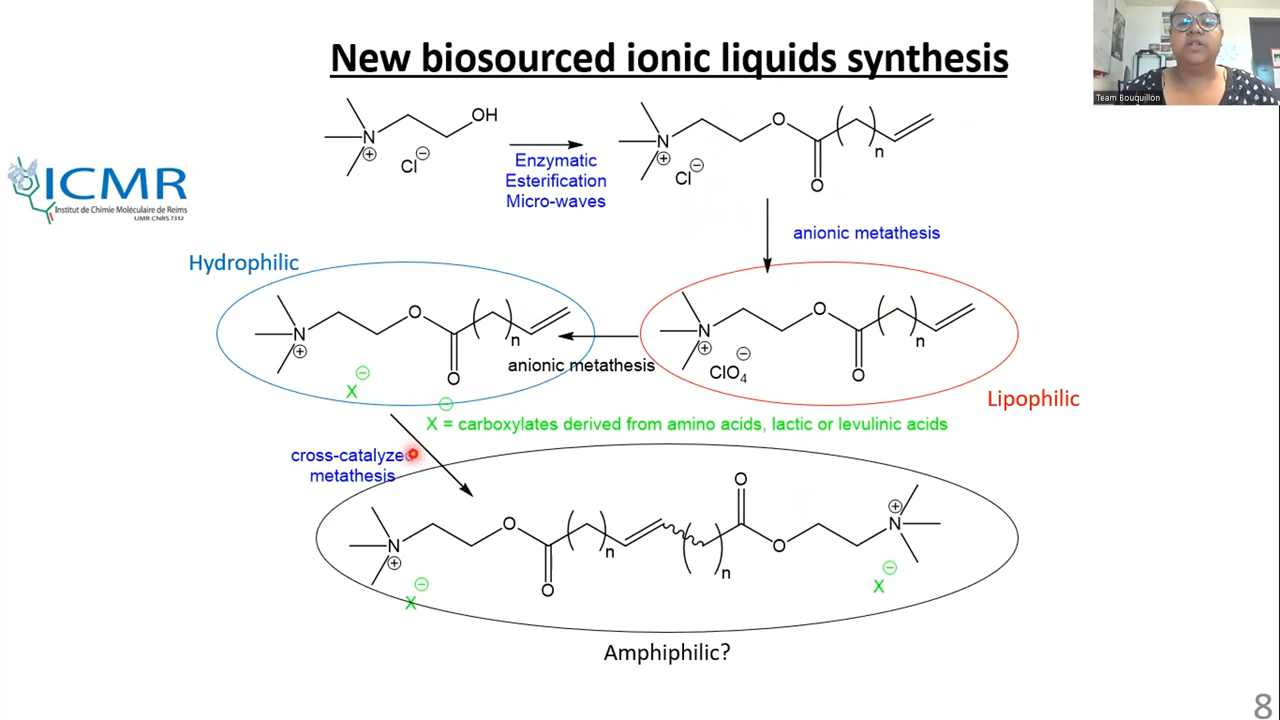 New biosourced ionic liquids synthesis
Team Bouquillon
ICMR
Institut de Chimie Moléculaire de Reims
UMR CNRS 7312
N
⊕
Cl
⊖
OH
Enzymatic
Esterification
Micro-waves
N
⊕
Cl
⊖
O
O
n
anionic metathesis
Hydrophilic
N
⊕
X
⊖
O
O
n
anionic metathesis
N
⊕
ClO4
⊖
O
O
n
Lipophilic
⊖
X = carboxylates derived from amino acids, lactic or levulinic acids
cross-catalyzed
metathesis
N
⊕
X
⊖
O
O
n
n
O
O
N
⊕
X
⊖
Amphiphilic?
8